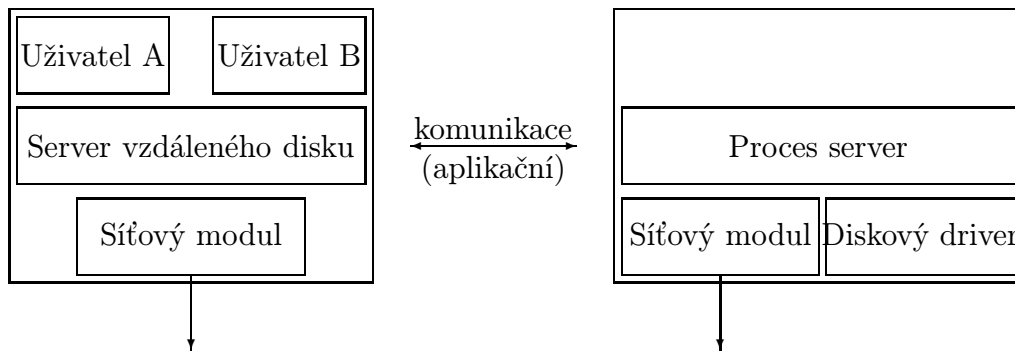 Uživatel A
Uživatel B
Server vzdáleného disku
Síťový modul
komunikace
(aplikační)
Proces server
Síťový modul
Diskový driver